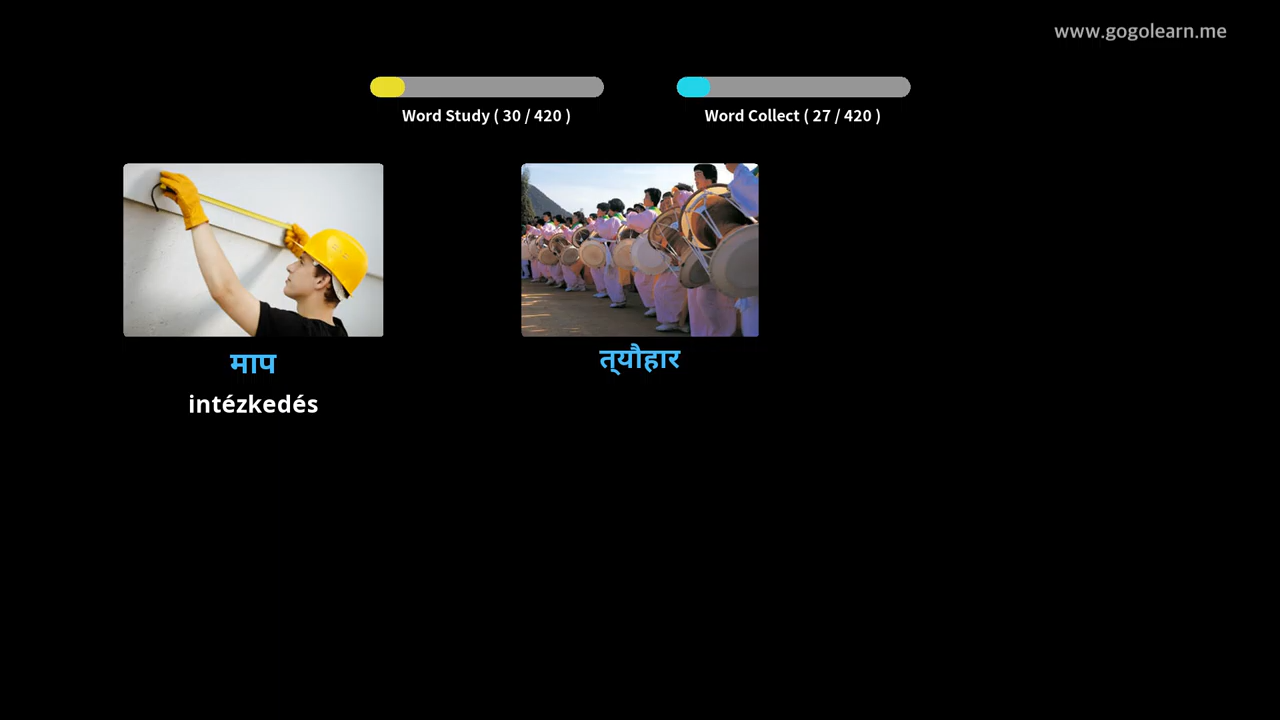 www.gogolearn.me
Word Study ( 30 / 420 )
Word Collect ( 27 / 420 )
माप
त्यौहार
intézkedés